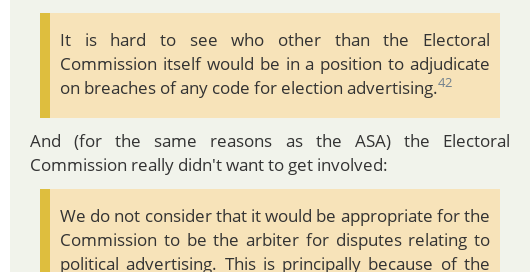 It is hard to see who other than the Electoral
Commission itself would be in a position to adjudicate
on breaches of any code for election advertising.42
And (for the same reasons as the ASA) the Electoral
Commission really didn't want to get involved:
We do not consider that it would be appropriate for the
Commission to be the arbiter for disputes relating to
political advertising. This is principally because of the